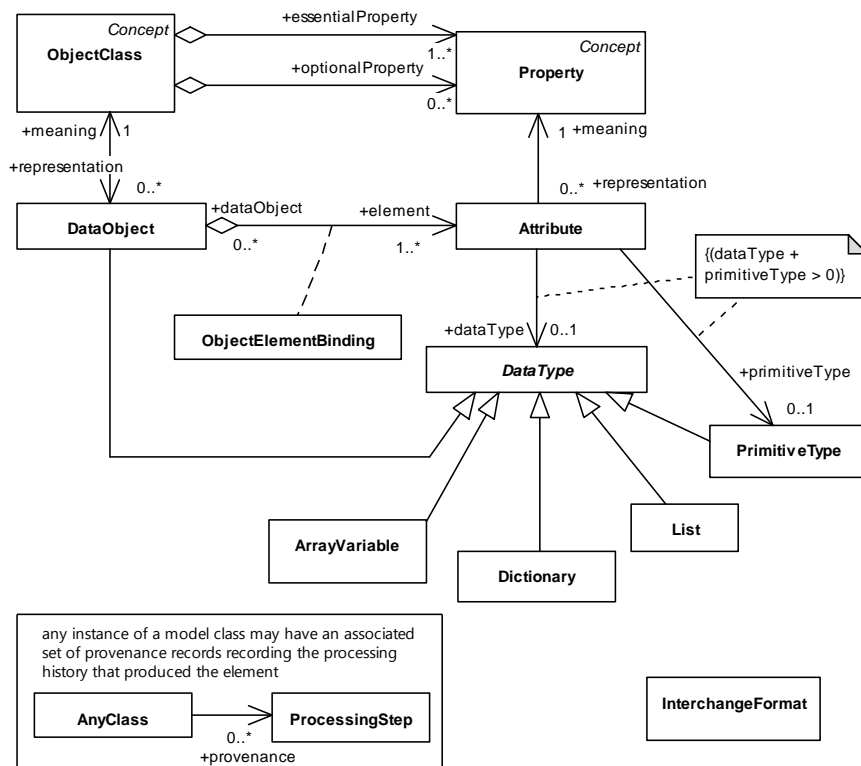 Concept
ObjectClass
+essentialProperty
1..*
+optionalProperty
0..*
Concept
Property
+meaning
1
+representation
0..*
1
+meaning
0..*
+representation
DataObject
+dataObject
0..*
+element
1..*
Attribute
{(dataType +
primitiveType > 0)}
ObjectElementBinding
+dataType
0..1
DataType
+primitiveType
0..1
PrimitiveType
ArrayVariable
Dictionary
List
any instance of a model class may have an associated
set of provenance records recording the processing
history that produced the element
AnyClass
0..*
+provenance
ProcessingStep
InterchangeFormat